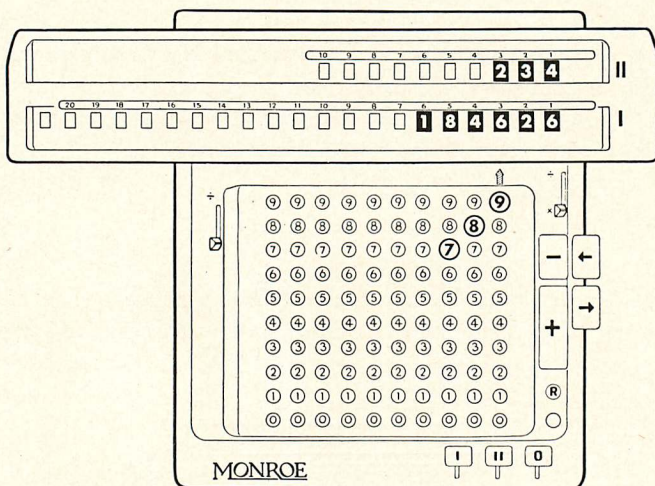 10 9 8 7 6 5 4 3 2 1
2 3 4 II
20 19 18 17 16 15 14 13 12 11 10 9 8 7 6 5 4 3 2 1
1 8 4 6 2 6 I
÷ 9 9 9 9 9 9 9 9 9 9 ÷
8 8 8 8 8 8 8 8 8 8 ×
7 7 7 7 7 7 7 7 7 7 − ←
6 6 6 6 6 6 6 6 6 6
5 5 5 5 5 5 5 5 5 5 →
4 4 4 4 4 4 4 4 4 4 +
3 3 3 3 3 3 3 3 3 3
2 2 2 2 2 2 2 2 2 2
1 1 1 1 1 1 1 1 1 1 R
0 0 0 0 0 0 0 0 0 0
MONROE I II 0